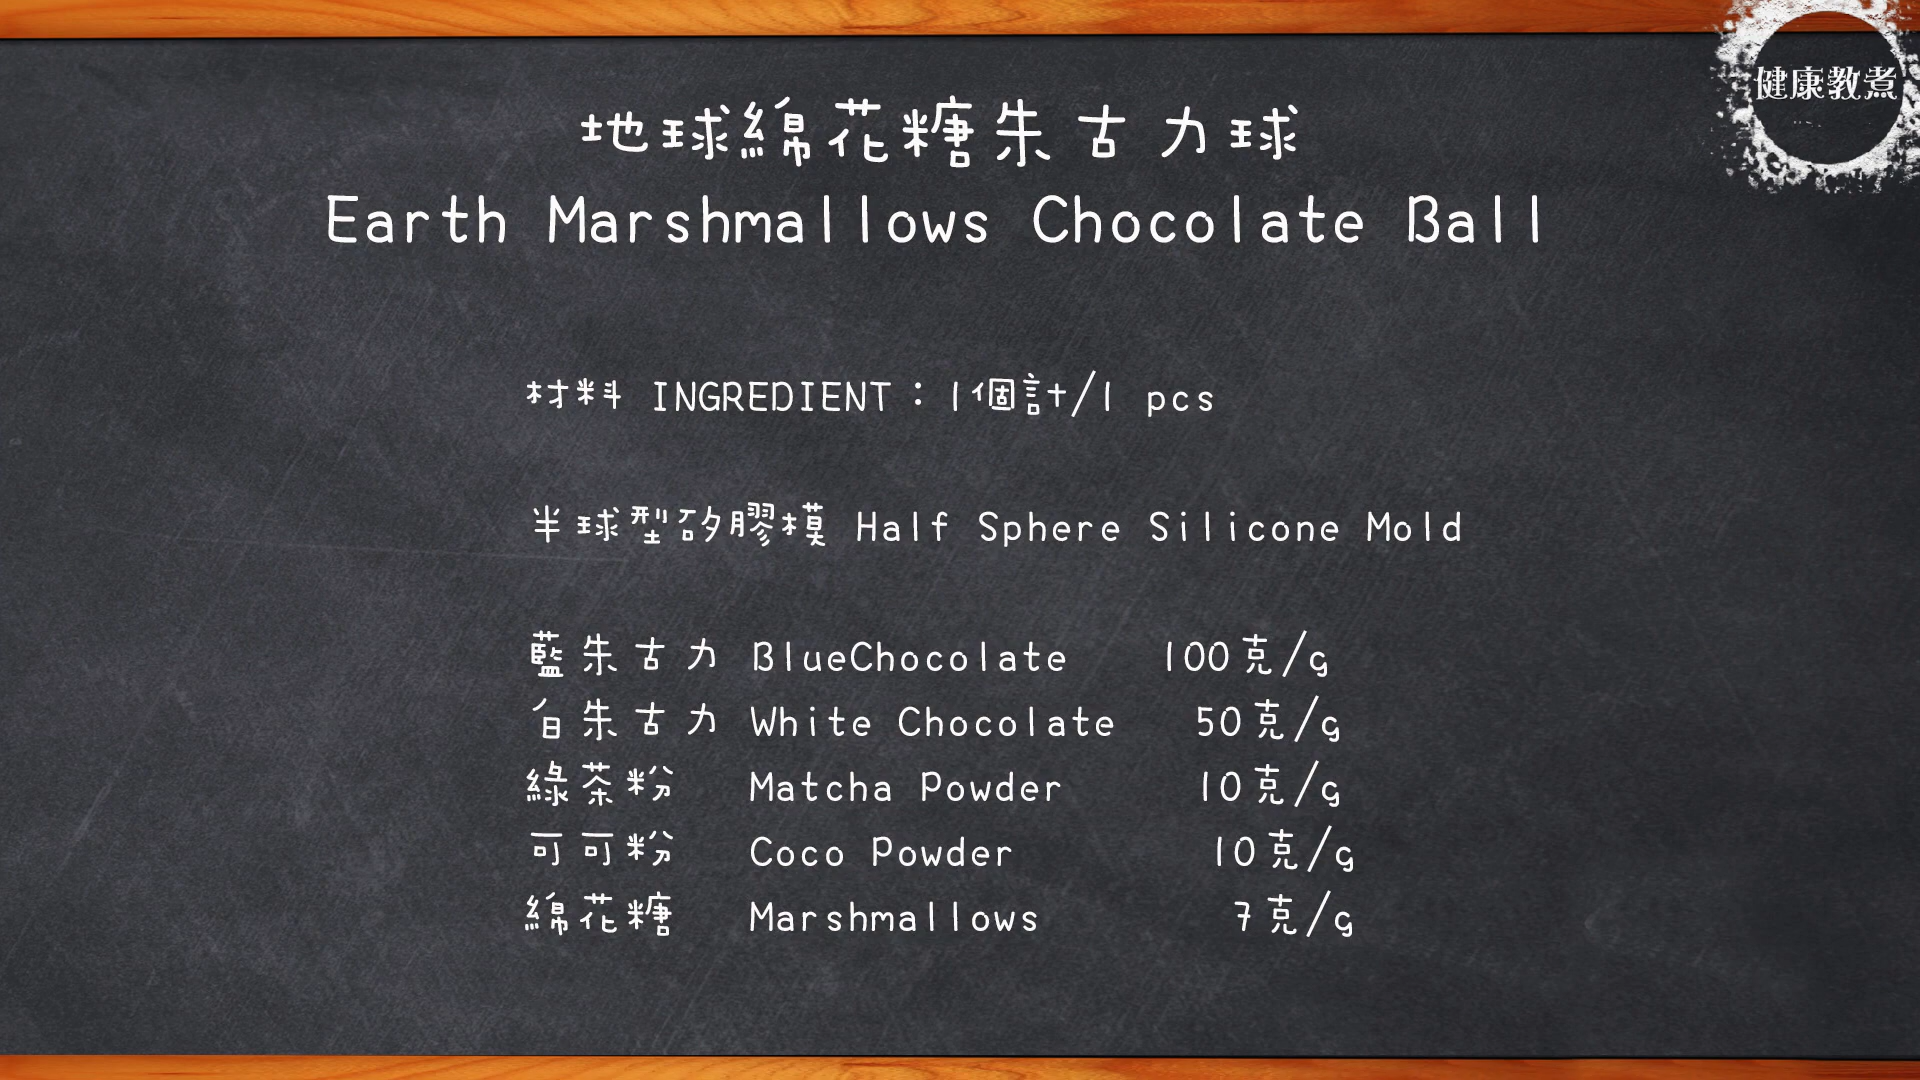 健康教煮
地球綿花糖朱古力球
Earth Marshmallows Chocolate Ball
材料 INGREDIENT：1個計/1 pcs
半球型矽膠模 Half Sphere Silicone Mold
藍朱古力 BlueChocolate 100克/g
白朱古力 White Chocolate 50克/g
綠茶粉 Matcha Powder 10克/g
可可粉 Coco Powder 10克/g
綿花糖 Marshmallows 7克/g